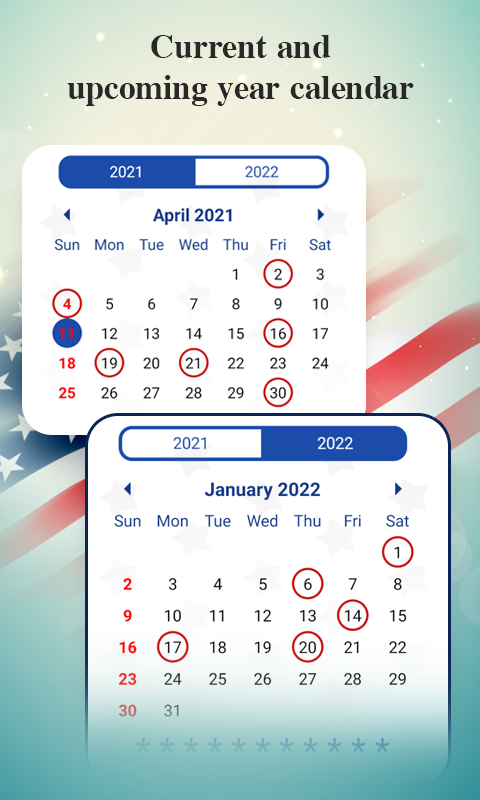 Current and
upcoming year calendar
2021 2022
April 2021
Sun Mon Tue Wed Thu Fri Sat
1 2 3
4 5 6 7 8 9 10
11 12 13 14 15 16 17
18 19 20 21 22 23 24
25 26 27 28 29 30
2021 2022
January 2022
Sun Mon Tue Wed Thu Fri Sat
1
2 3 4 5 6 7 8
9 10 11 12 13 14 15
16 17 18 19 20 21 22
23 24 25 26 27 28 29
30 31
* * * * * * * * * * *